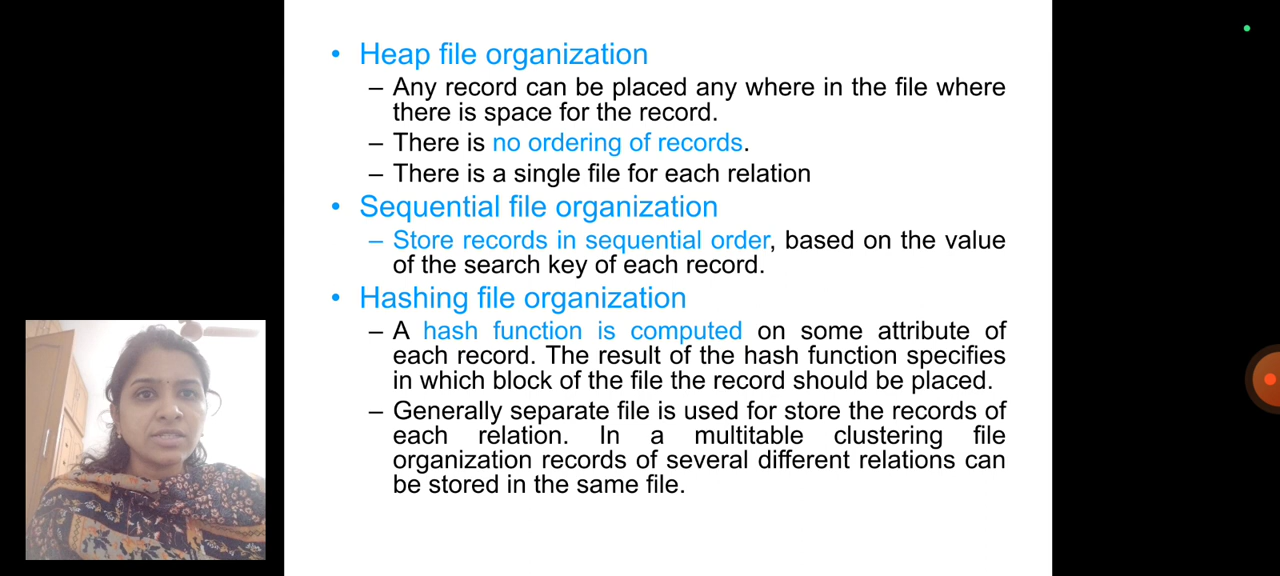 • Heap file organization
– Any record can be placed any where in the file where
there is space for the record.
– There is no ordering of records.
– There is a single file for each relation
• Sequential file organization
– Store records in sequential order, based on the value
of the search key of each record.
• Hashing file organization
– A hash function is computed on some attribute of
each record. The result of the hash function specifies
in which block of the file the record should be placed.
– Generally separate file is used for store the records of
each relation. In a multitable clustering file
organization records of several different relations can
be stored in the same file.